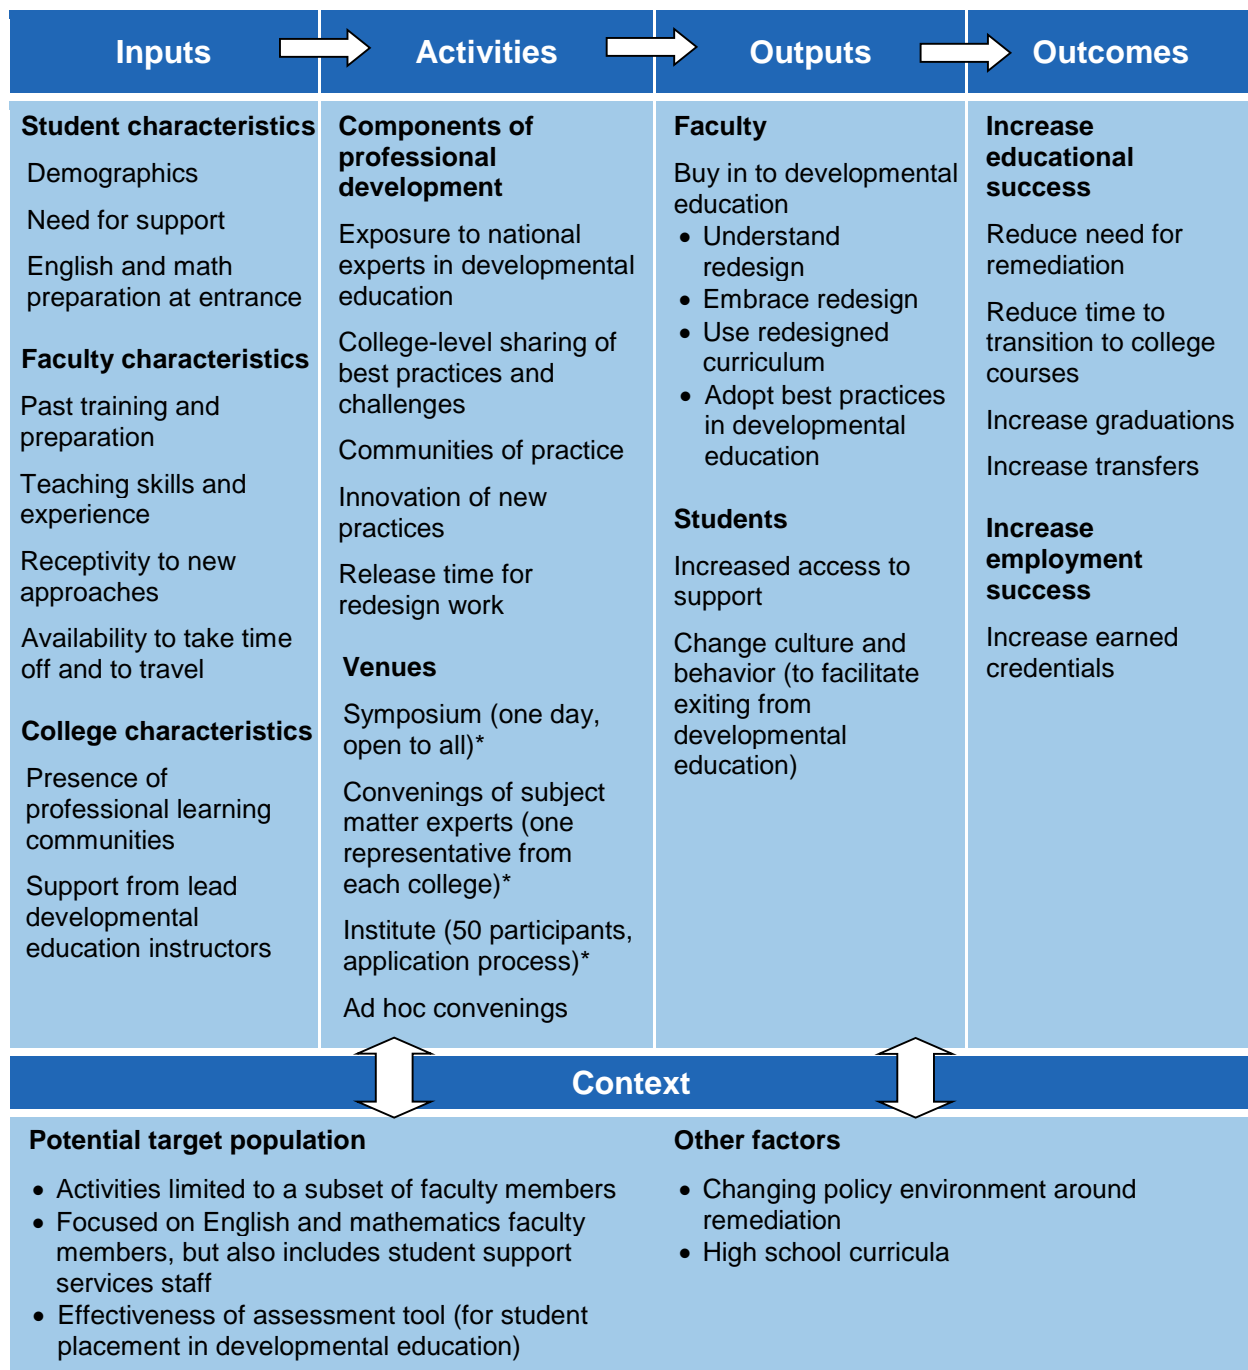 Inputs
Activities
Outputs
Outcomes
Student characteristics
Demographics
Need for support
English and math
preparation at entrance
Faculty characteristics
Past training and
preparation
Teaching skills and
experience
Receptivity to new
approaches
Availability to take time
off and to travel
College characteristics
Presence of
professional learning
communities
Support from lead
developmental
education instructors
Components of
professional
development
Exposure to national
experts in developmental
education
College-level sharing of
best practices and
challenges
Communities of practice
Innovation of new
practices
Release time for
redesign work
Venues
Symposium (one day,
open to all)*
Convenings of subject
matter experts (one
representative from
each college)*
Institute (50 participants,
application process)*
Ad hoc convenings
Faculty
Buy in to developmental
education
• Understand
redesign
• Embrace redesign
• Use redesigned
curriculum
• Adopt best practices
in developmental
education
Students
Increased access to
support
Change culture and
behavior (to facilitate
exiting from
developmental
education)
Increase
educational
success
Reduce need for
remediation
Reduce time to
transition to college
courses
Increase graduations
Increase transfers
Increase
employment
success
Increase earned
credentials
Context
Potential target population
• Activities limited to a subset of faculty members
• Focused on English and mathematics faculty
members, but also includes student support
services staff
• Effectiveness of assessment tool (for student
placement in developmental education)
Other factors
• Changing policy environment around
remediation
• High school curricula